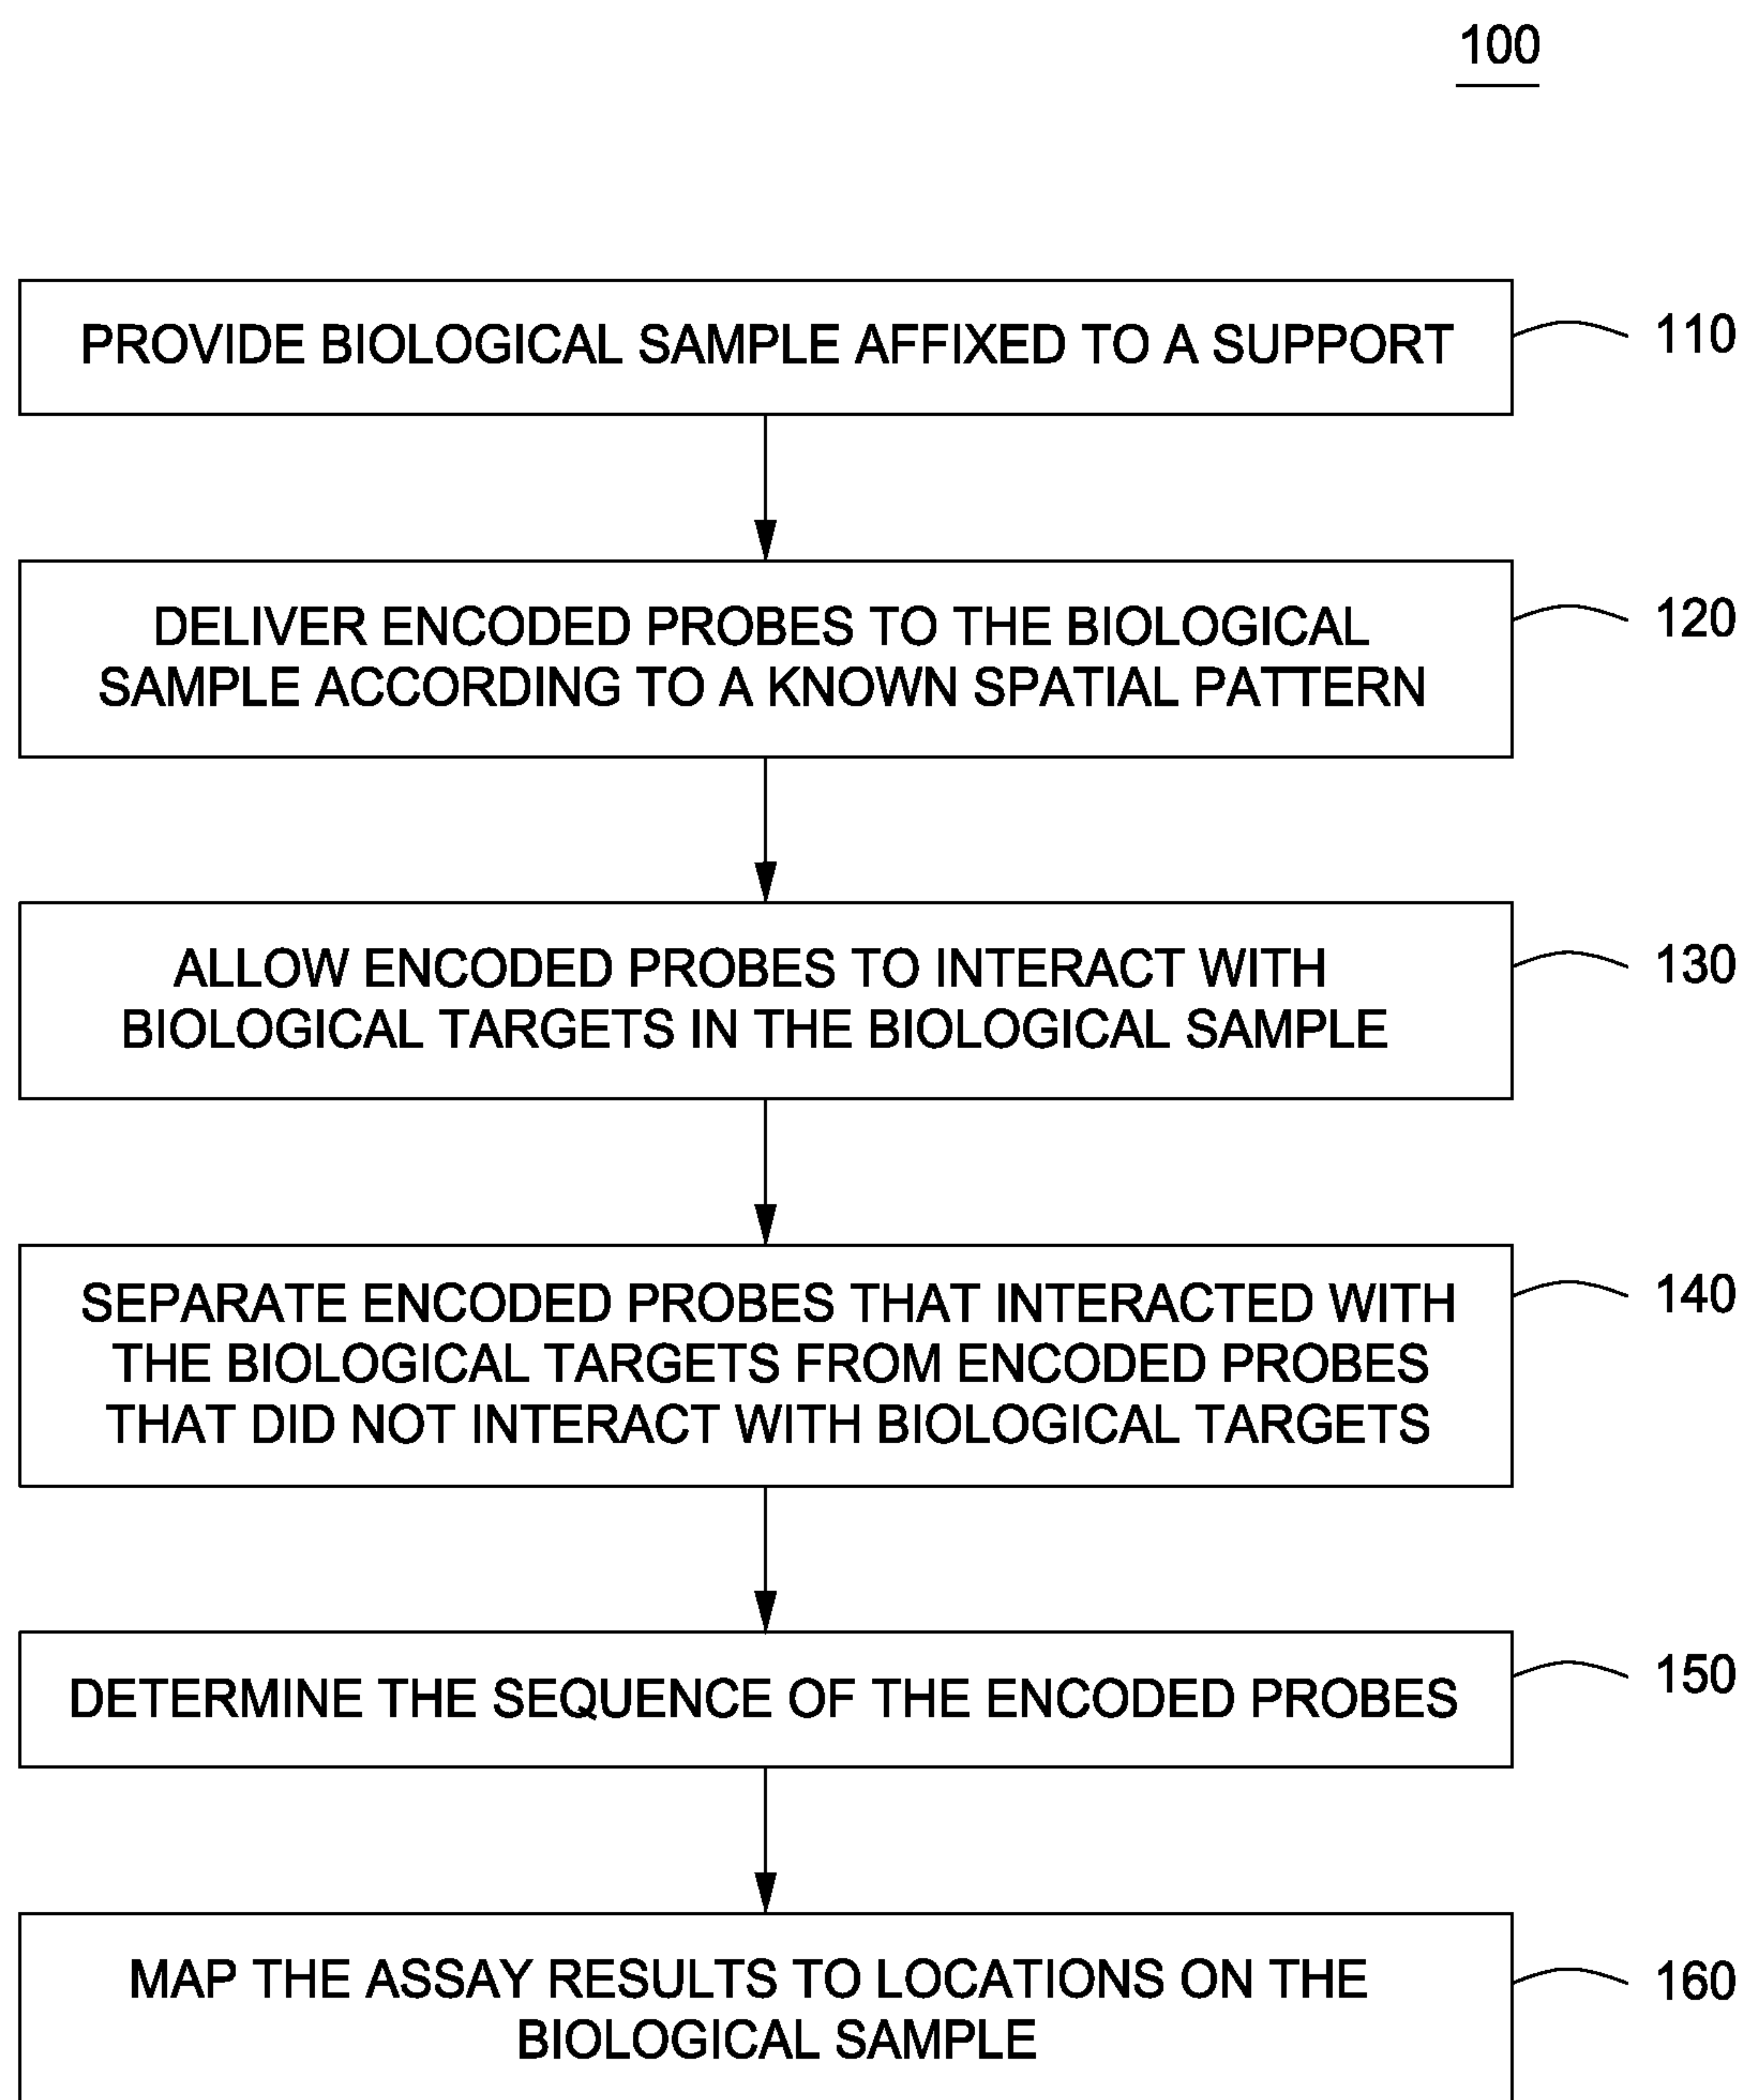 100
PROVIDE BIOLOGICAL SAMPLE AFFIXED TO A SUPPORT
110
DELIVER ENCODED PROBES TO THE BIOLOGICAL
SAMPLE ACCORDING TO A KNOWN SPATIAL PATTERN
120
ALLOW ENCODED PROBES TO INTERACT WITH
BIOLOGICAL TARGETS IN THE BIOLOGICAL SAMPLE
130
SEPARATE ENCODED PROBES THAT INTERACTED WITH
THE BIOLOGICAL TARGETS FROM ENCODED PROBES
THAT DID NOT INTERACT WITH BIOLOGICAL TARGETS
140
DETERMINE THE SEQUENCE OF THE ENCODED PROBES
150
MAP THE ASSAY RESULTS TO LOCATIONS ON THE
BIOLOGICAL SAMPLE
160